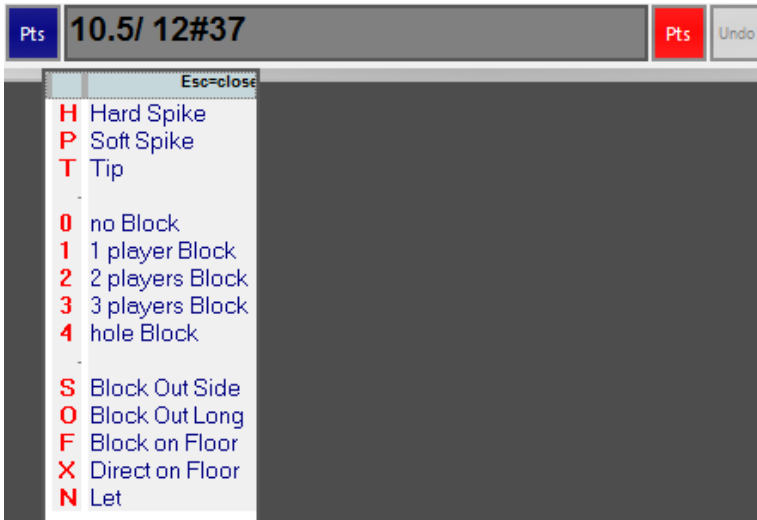 Pts 10.5/ 12#37 Pts Undo
Esc=close
H Hard Spike
P Soft Spike
T Tip
-
0 no Block
1 1 player Block
2 2 players Block
3 3 players Block
4 hole Block
-
S Block Out Side
O Block Out Long
F Block on Floor
X Direct on Floor
N Let